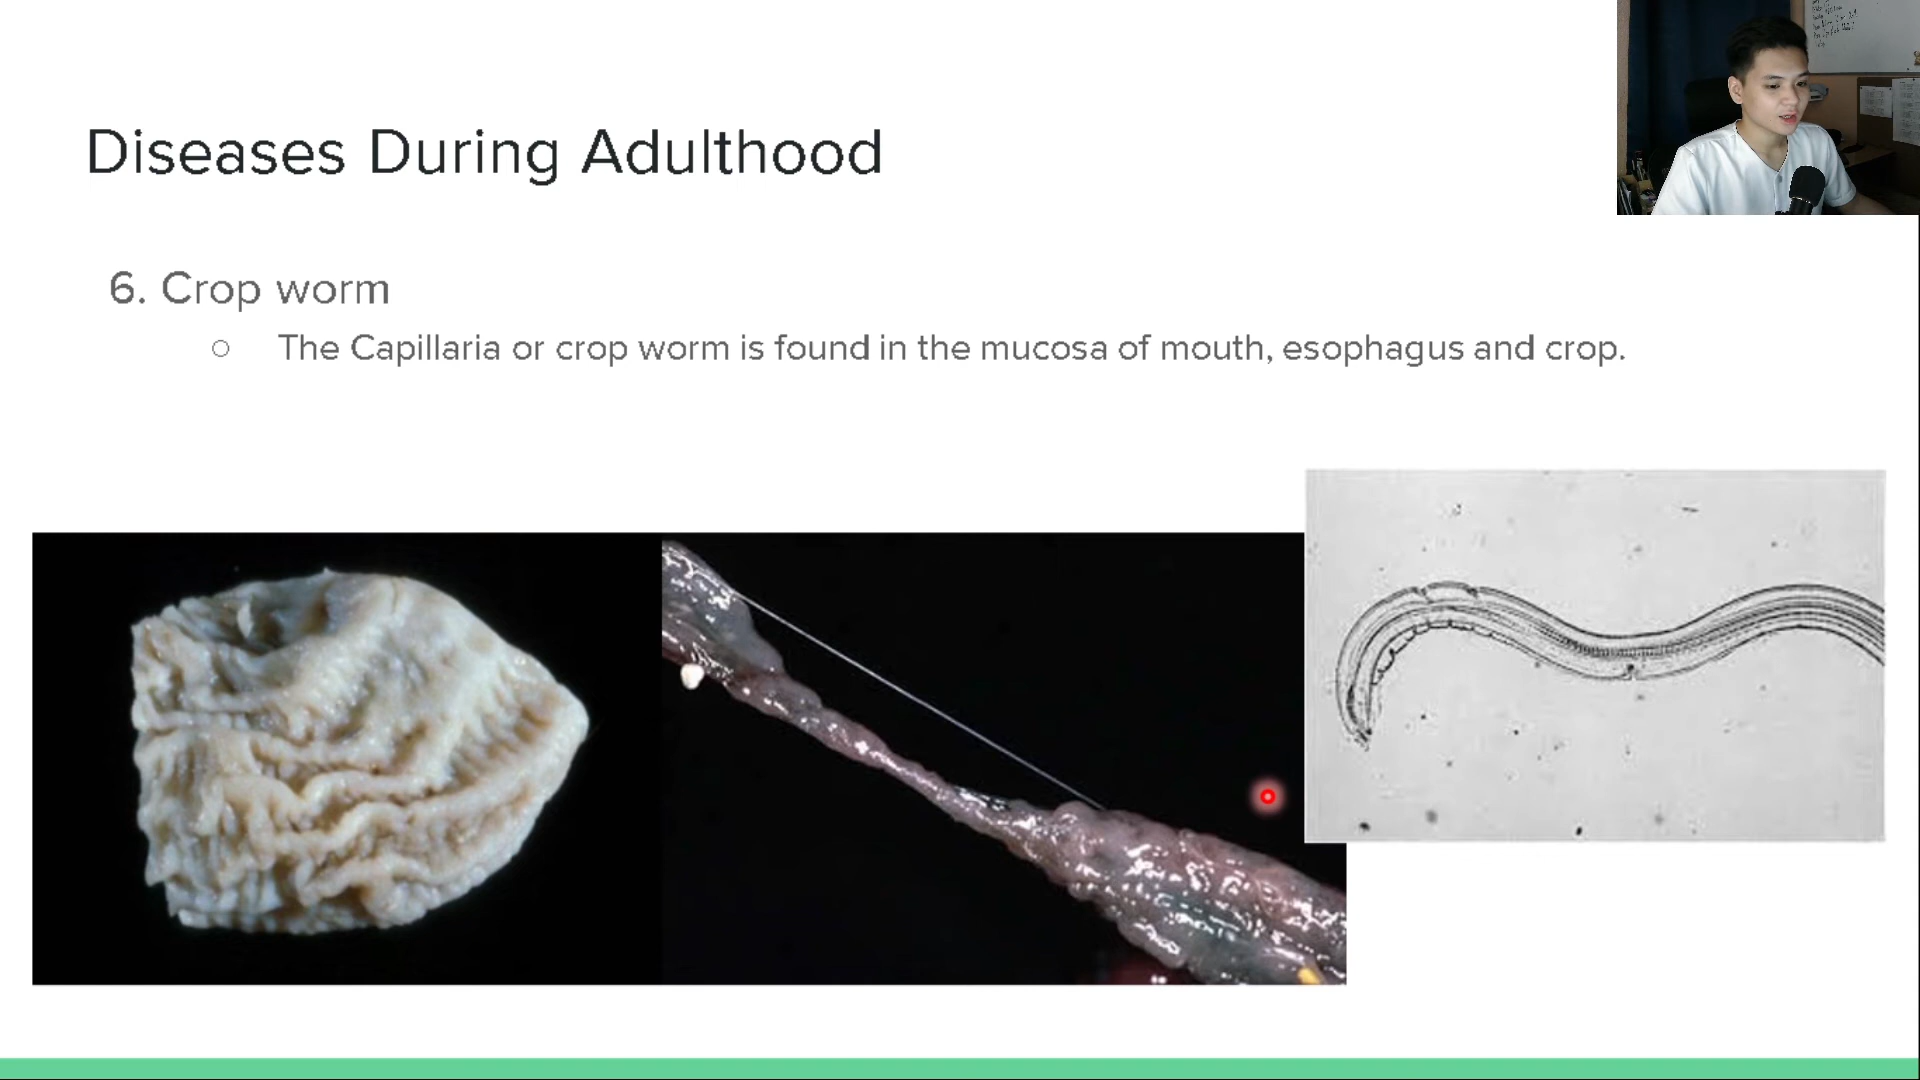 Diseases During Adulthood
6. Crop worm
○ The Capillaria or crop worm is found in the mucosa of mouth, esophagus and crop.